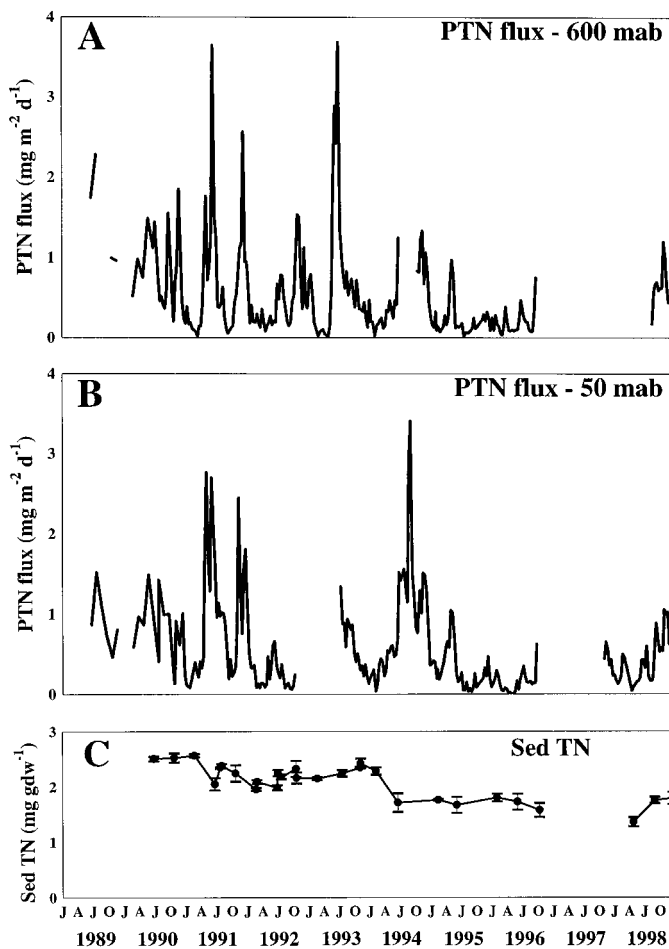 A
PTN flux - 600 mab
PTN flux (mg m-2 d-1)
4
3
2
1
0
B
PTN flux - 50 mab
PTN flux (mg m-2 d-1)
4
3
2
1
0
C
Sed TN
Sed TN (mg gdw-1)
3
2
1
0
J A J O J A J O J A J O J A J O J A J O J A J O J A J O J A J O J A J O J A J O
1989 1990 1991 1992 1993 1994 1995 1996 1997 1998